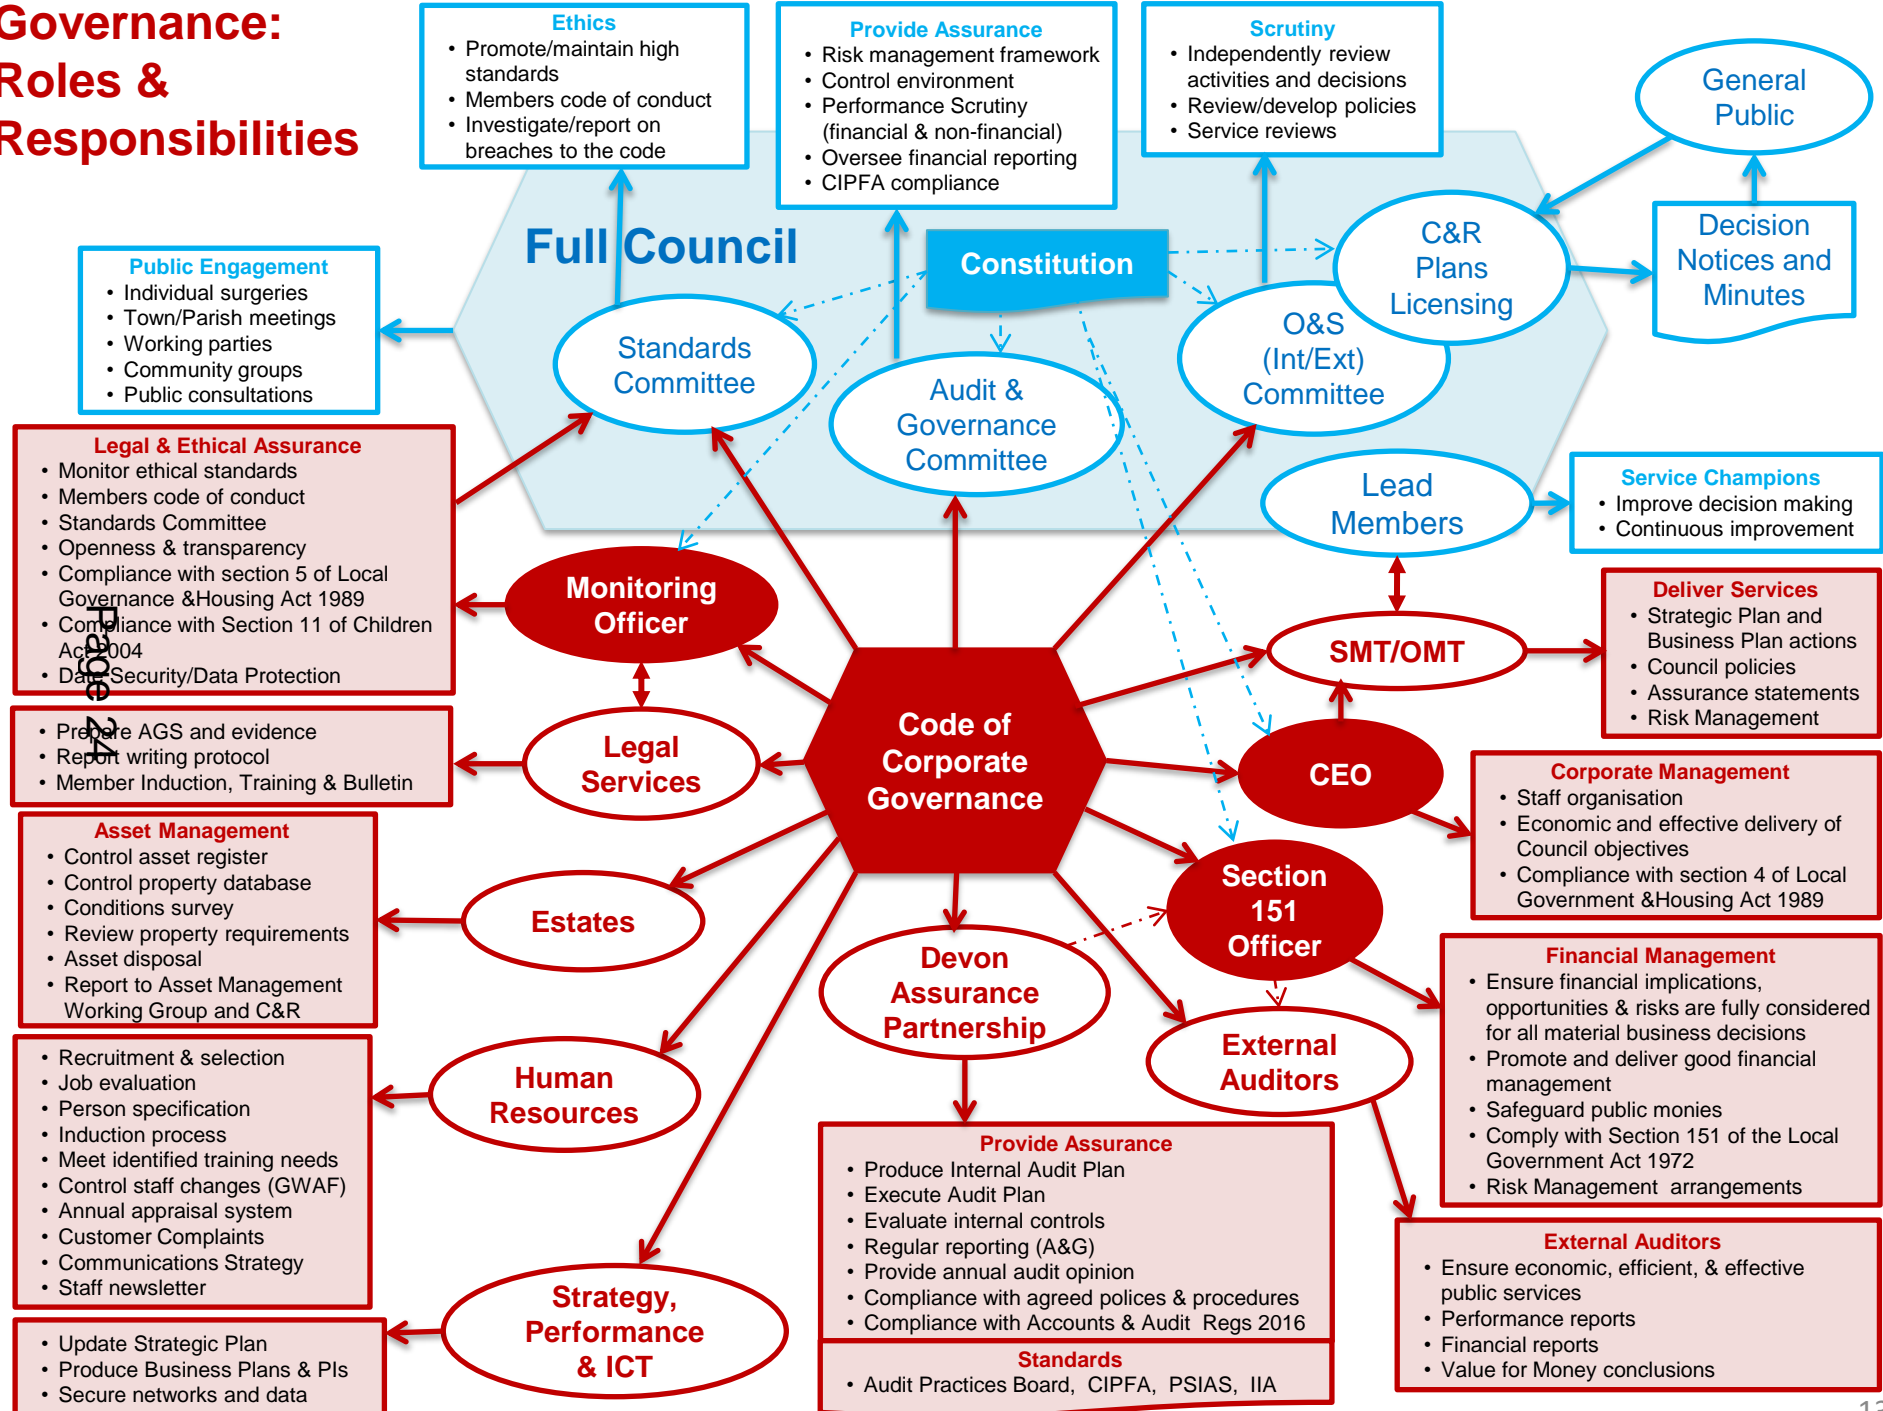 Governance:
Roles &
Responsibilities
Ethics
• Promote/maintain high
standards
• Members code of conduct
• Investigate/report on
breaches to the code
Provide Assurance
• Risk management framework
• Control environment
• Performance Scrutiny
(financial & non-financial)
• Oversee financial reporting
• CIPFA compliance
Scrutiny
• Independently review
activities and decisions
• Review/develop policies
• Service reviews
General
Public
Full Council
Constitution
C&R
Plans
Licensing
Decision
Notices and
Minutes
Public Engagement
• Individual surgeries
• Town/Parish meetings
• Working parties
• Community groups
• Public consultations
Standards
Committee
Audit &
Governance
Committee
O&S
(Int/Ext)
Committee
Lead
Members
Service Champions
• Improve decision making
• Continuous improvement
Legal & Ethical Assurance
• Monitor ethical standards
• Members code of conduct
• Standards Committee
• Openness & transparency
• Compliance with section 5 of Local
Governance &Housing Act 1989
• Compliance with Section 11 of Children
Act 2004
• Date Security/Data Protection
Page 24
Monitoring
Officer
SMT/OMT
Deliver Services
• Strategic Plan and
Business Plan actions
• Council policies
• Assurance statements
• Risk Management
• Prepare AGS and evidence
• Report writing protocol
• Member Induction, Training & Bulletin
Legal
Services
Code of
Corporate
Governance
CEO
Corporate Management
• Staff organisation
• Economic and effective delivery of
Council objectives
• Compliance with section 4 of Local
Government &Housing Act 1989
Asset Management
• Control asset register
• Control property database
• Conditions survey
• Review property requirements
• Asset disposal
• Report to Asset Management
Working Group and C&R
Estates
Section
151
Officer
Devon
Assurance
Partnership
Financial Management
• Ensure financial implications,
opportunities & risks are fully considered
for all material business decisions
• Promote and deliver good financial
management
• Safeguard public monies
• Comply with Section 151 of the Local
Government Act 1972
• Risk Management arrangements
External
Auditors
• Recruitment & selection
• Job evaluation
• Person specification
• Induction process
• Meet identified training needs
• Control staff changes (GWAF)
• Annual appraisal system
• Customer Complaints
• Communications Strategy
• Staff newsletter
Human
Resources
Provide Assurance
• Produce Internal Audit Plan
• Execute Audit Plan
• Evaluate internal controls
• Regular reporting (A&G)
• Provide annual audit opinion
• Compliance with agreed polices & procedures
• Compliance with Accounts & Audit Regs 2016
Standards
• Audit Practices Board, CIPFA, PSIAS, IIA
External Auditors
• Ensure economic, efficient, & effective
public services
• Performance reports
• Financial reports
• Value for Money conclusions
Strategy,
Performance
& ICT
• Update Strategic Plan
• Produce Business Plans & PIs
• Secure networks and data